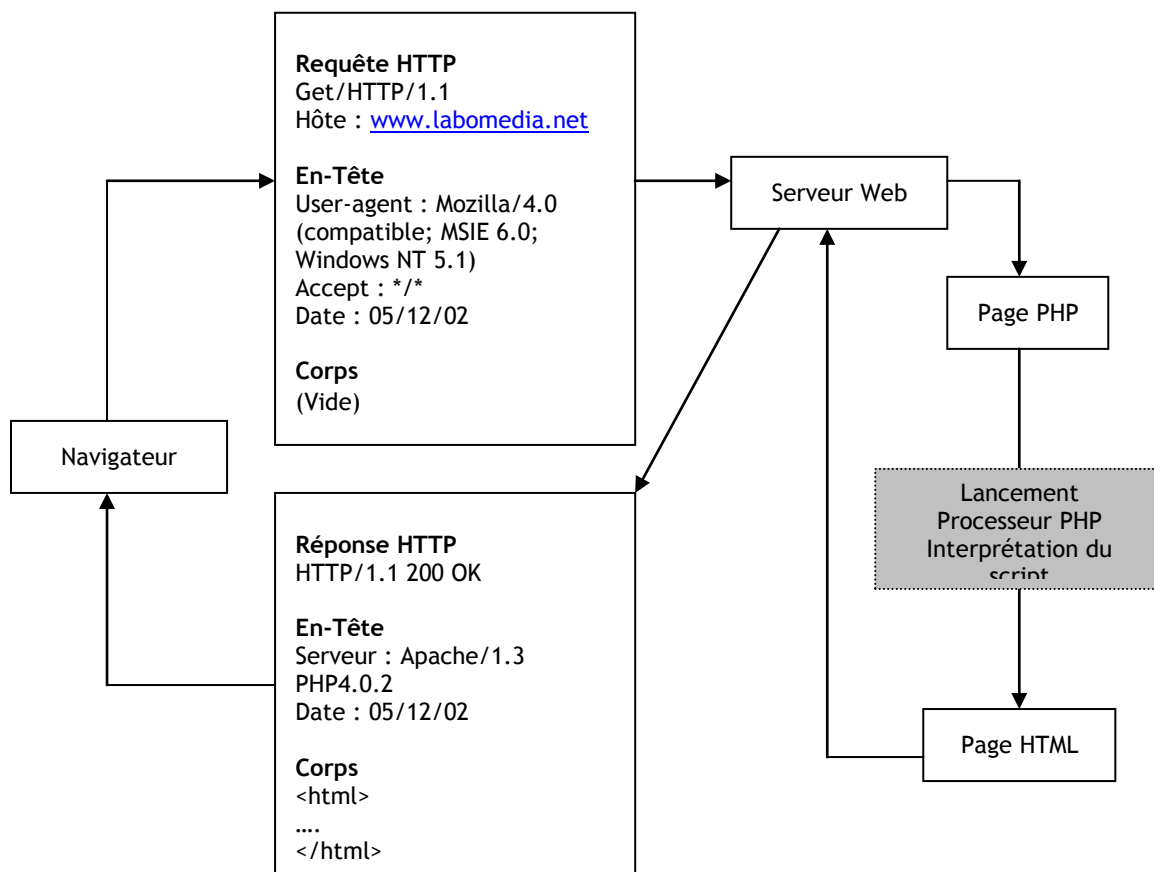 Requête HTTP
Get/HTTP/1.1
Hôte : www.labomedia.net
En-Tête
User-agent : Mozilla/4.0
(compatible; MSIE 6.0;
Windows NT 5.1)
Accept : */*
Date : 05/12/02
Corps
(Vide)
Serveur Web
Page PHP
Navigateur
Lancement
Processeur PHP
Interprétation du
script
Réponse HTTP
HTTP/1.1 200 OK
En-Tête
Serveur : Apache/1.3
PHP4.0.2
Date : 05/12/02
Corps
<html>
....
</html>
Page HTML